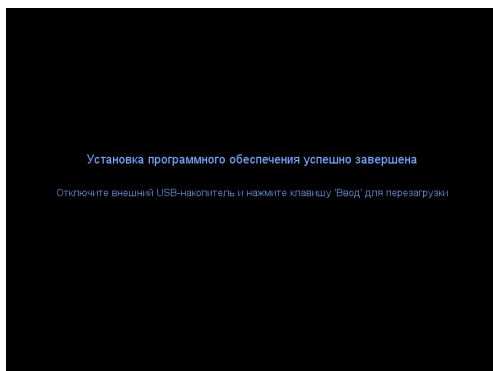 Установка программного обеспечения успешно завершена
Отключите внешний USB-накопитель и нажмите клавишу 'Ввод' для перезагрузки